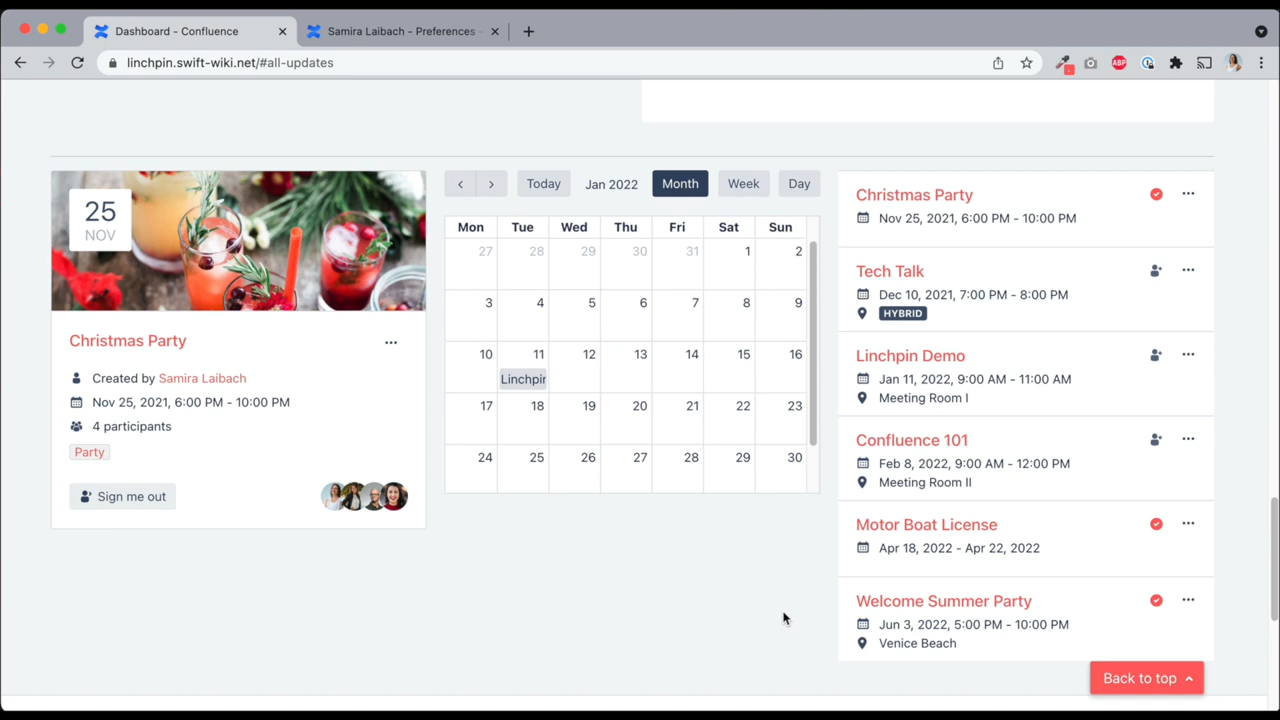 Dashboard - Confluence
Samira Laibach - Preferences -
linchpin.swift-wiki.net/#all-updates
ABP
25
NOV
Christmas Party
Created by Samira Laibach
Nov 25, 2021, 6:00 PM - 10:00 PM
4 participants
Party
Sign me out
Today Jan 2022 Month Week Day
Mon Tue Wed Thu Fri Sat Sun
27 28 29 30 31 1 2
3 4 5 6 7 8 9
10 11 12 13 14 15 16
Linchpin
17 18 19 20 21 22 23
24 25 26 27 28 29 30
Christmas Party
Nov 25, 2021, 6:00 PM - 10:00 PM
Tech Talk
Dec 10, 2021, 7:00 PM - 8:00 PM
HYBRID
Linchpin Demo
Jan 11, 2022, 9:00 AM - 11:00 AM
Meeting Room I
Confluence 101
Feb 8, 2022, 9:00 AM - 12:00 PM
Meeting Room II
Motor Boat License
Apr 18, 2022 - Apr 22, 2022
Welcome Summer Party
Jun 3, 2022, 5:00 PM - 10:00 PM
Venice Beach
Back to top